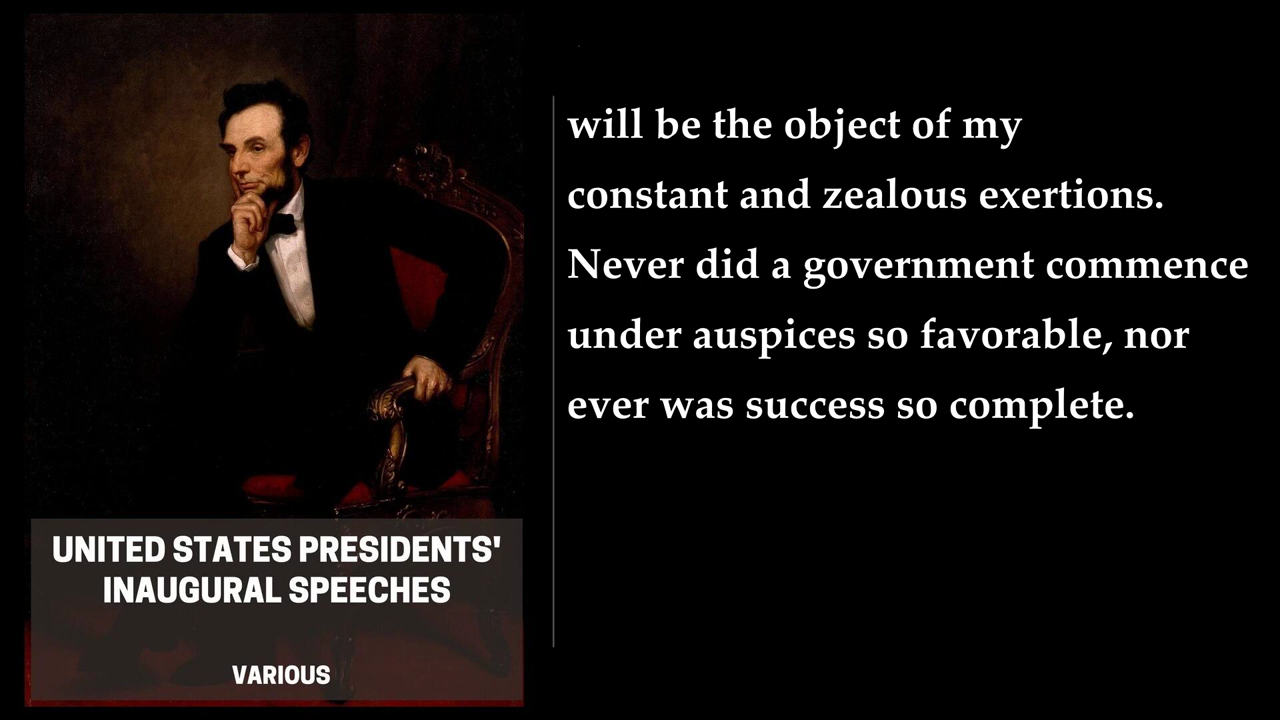 will be the object of my
constant and zealous exertions.
Never did a government commence
under auspices so favorable, nor
ever was success so complete.
UNITED STATES PRESIDENTS'
INAUGURAL SPEECHES
VARIOUS